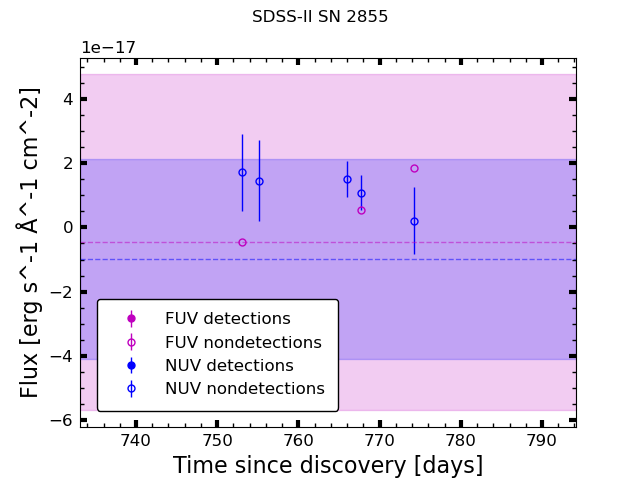 SDSS-II SN 2855
1e−17
4
2
0
−2
−4
−6
Flux [erg s^-1 Å^-1 cm^-2]
FUV detections
FUV nondetections
NUV detections
NUV nondetections
740 750 760 770 780 790
Time since discovery [days]